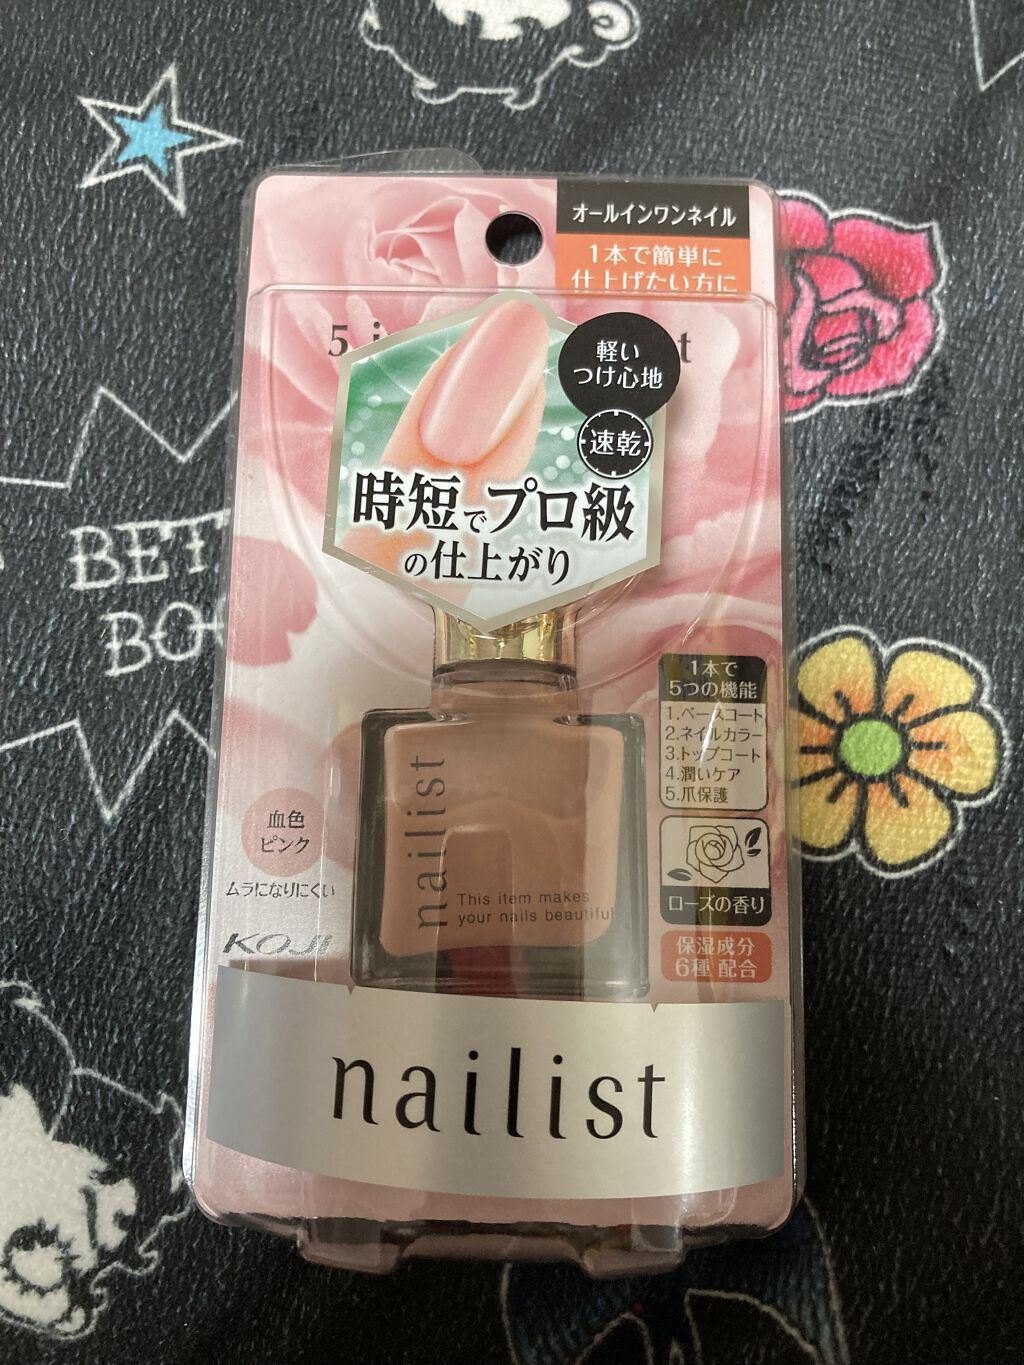 オールインワンネイル
1本で簡単に
仕上げたい方に
5 i
t
軽い
つけ心地
速乾
時短でプロ級
の仕上がり
BET
BOO
1本で
5つの機能
1.ベースコート
2.ネイルカラー
3.トップコート
4.潤いケア
5.爪保護
nailist
This item makes
your nails beautiful
血色
ピンク
ムラになりにくい
KOJI
ローズの香り
保湿成分
6種 配合
nailist